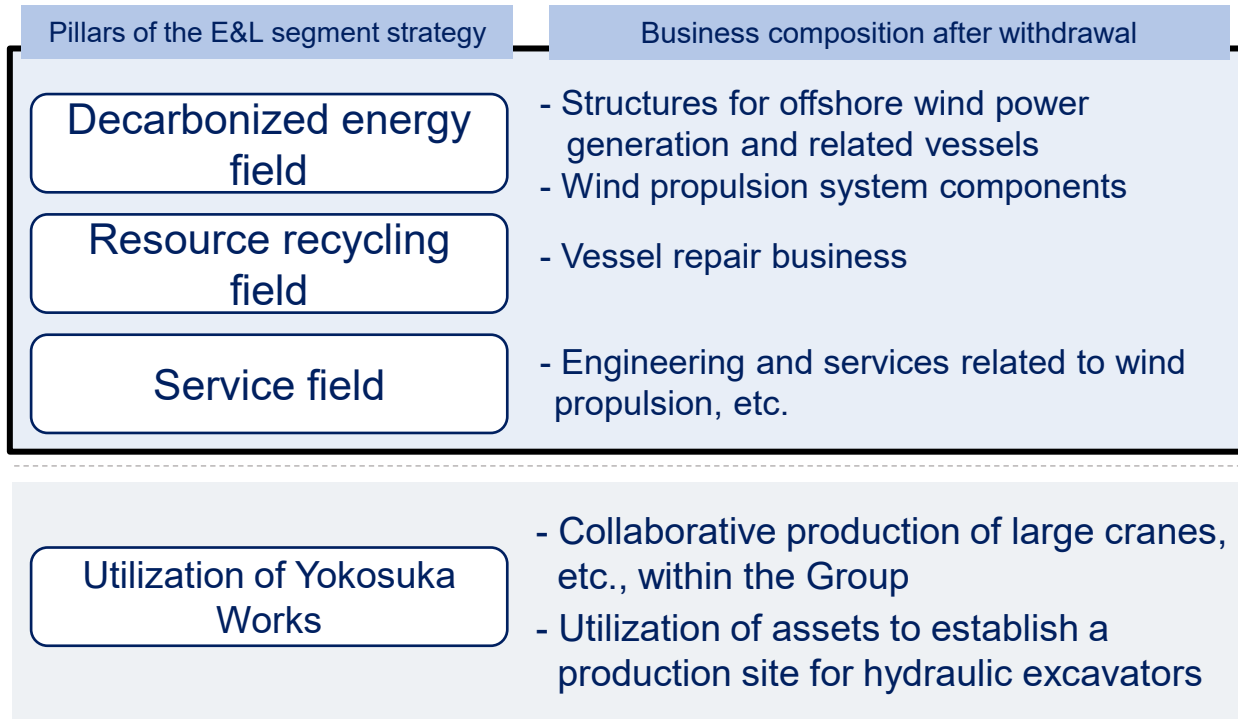 Pillars of the E&L segment strategy
Business composition after withdrawal
Decarbonized energy
field
- Structures for offshore wind power
generation and related vessels
- Wind propulsion system components
Resource recycling
field
- Vessel repair business
Service field
- Engineering and services related to wind
propulsion, etc.
Utilization of Yokosuka
Works
- Collaborative production of large cranes,
etc., within the Group
- Utilization of assets to establish a
production site for hydraulic excavators